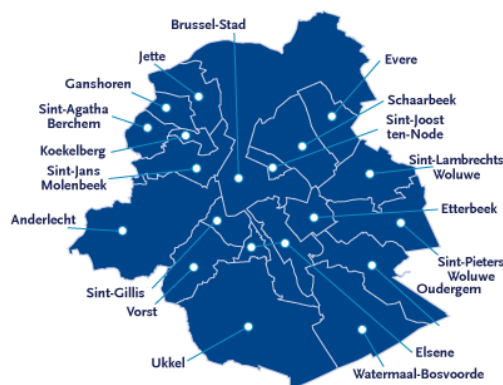 Brussel-Stad
Jette
Evere
Ganshoren
Schaarbeek
Sint-Agatha
Berchem
Sint-Joost
ten-Node
Koekelberg
Sint-Jans
Molenbeek
Sint-Lambrechts
Woluwe
Anderlecht
Etterbeek
Sint-Pieters
Woluwe
Oudergem
Sint-Gillis
Vorst
Elsene
Ukkel
Watermaal-Bosvoorde